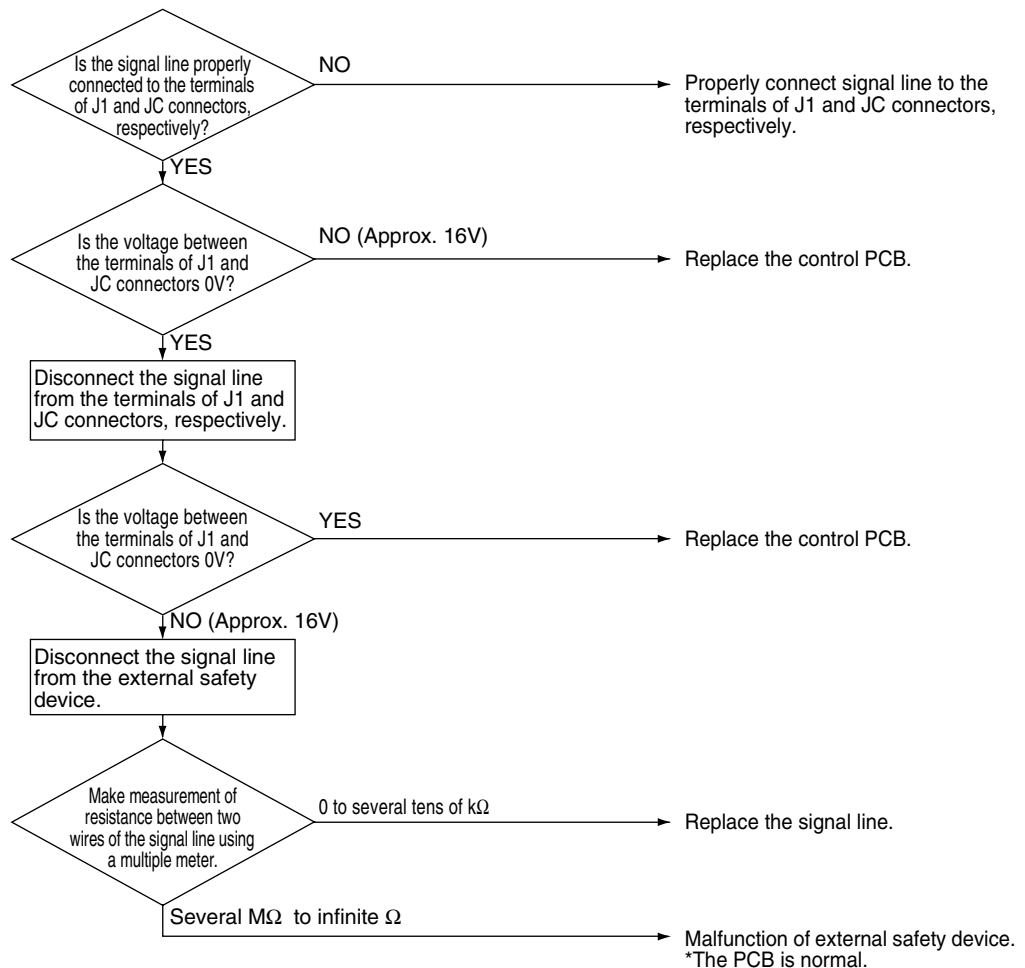 Is the signal line properly
connected to the terminals
of J1 and JC connectors,
respectively?
NO
Properly connect signal line to the
terminals of J1 and JC connectors,
respectively.
YES
Is the voltage between
the terminals of J1 and
JC connectors 0V?
NO (Approx. 16V)
Replace the control PCB.
YES
Disconnect the signal line
from the terminals of J1 and
JC connectors, respectively.
Is the voltage between
the terminals of J1 and
JC connectors 0V?
YES
Replace the control PCB.
NO (Approx. 16V)
Disconnect the signal line
from the external safety
device.
Make measurement of
resistance between two
wires of the signal line using
a multiple meter.
0 to several tens of kΩ
Replace the signal line.
Several MΩ to infinite Ω
Malfunction of external safety device.
*The PCB is normal.